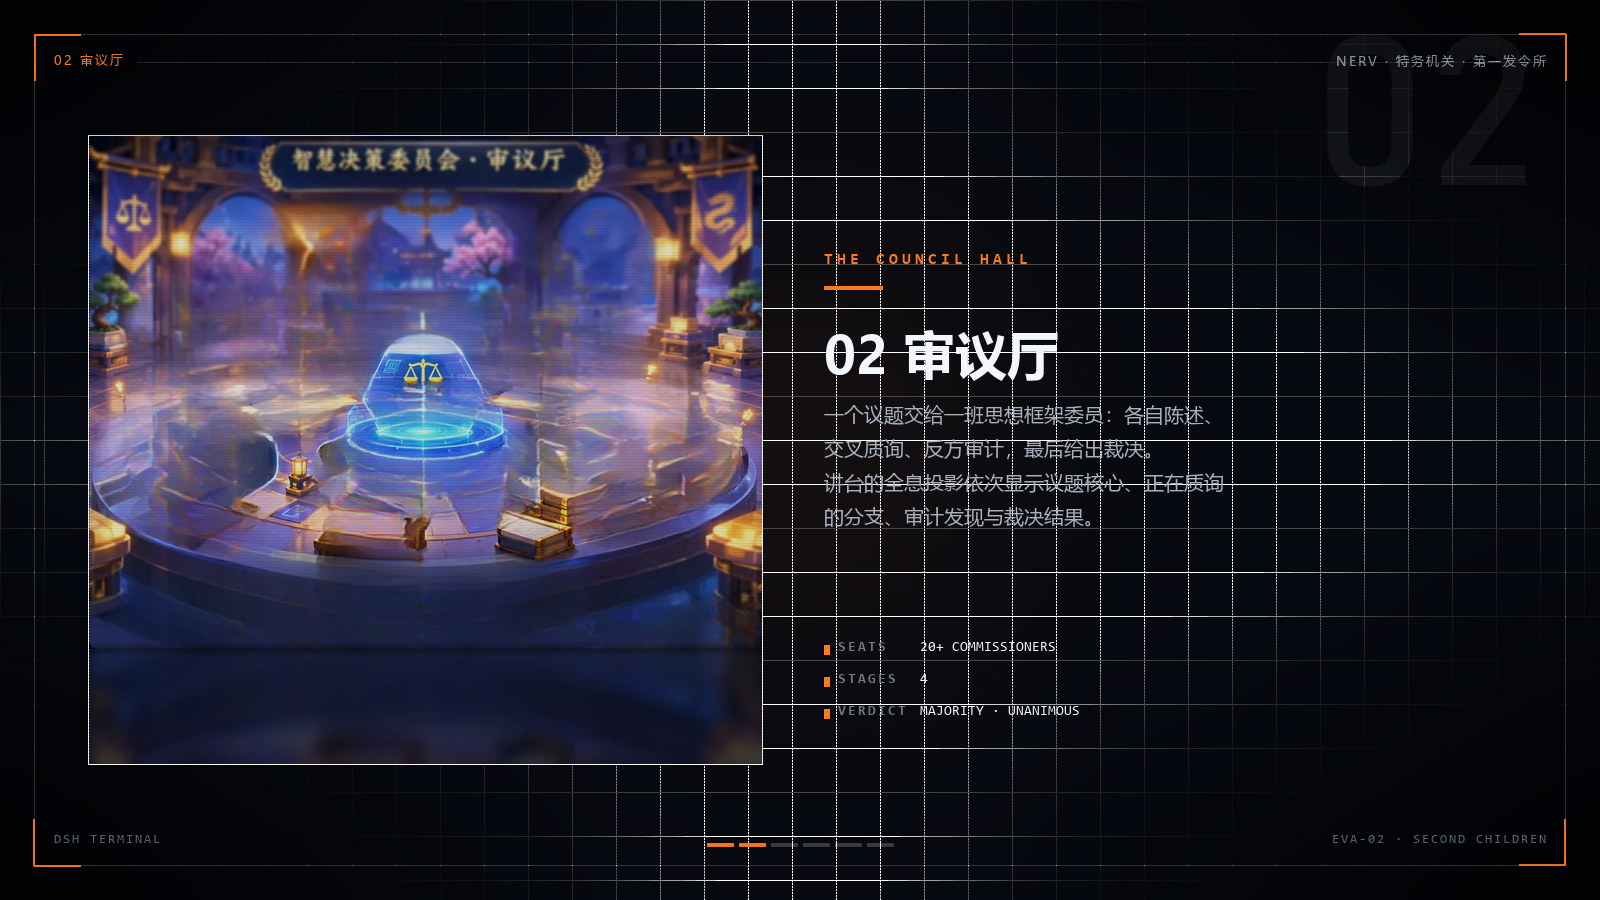 02 审议厅
NERV · 特务机关 · 第一发令所
02
智慧决策委员会·审议厅
THE COUNCIL HALL
02 审议厅
一个议题交给一班思想框架委员：各自陈述、
交叉质询、反方审计，最后给出裁决。
讲台的全息投影依次显示议题核心、正在质询
的分支、审计发现与裁决结果。
SEATS 20+ COMMISSIONERS
STAGES 4
VERDICT MAJORITY · UNANIMOUS
DSH TERMINAL
EVA-02 · SECOND CHILDREN